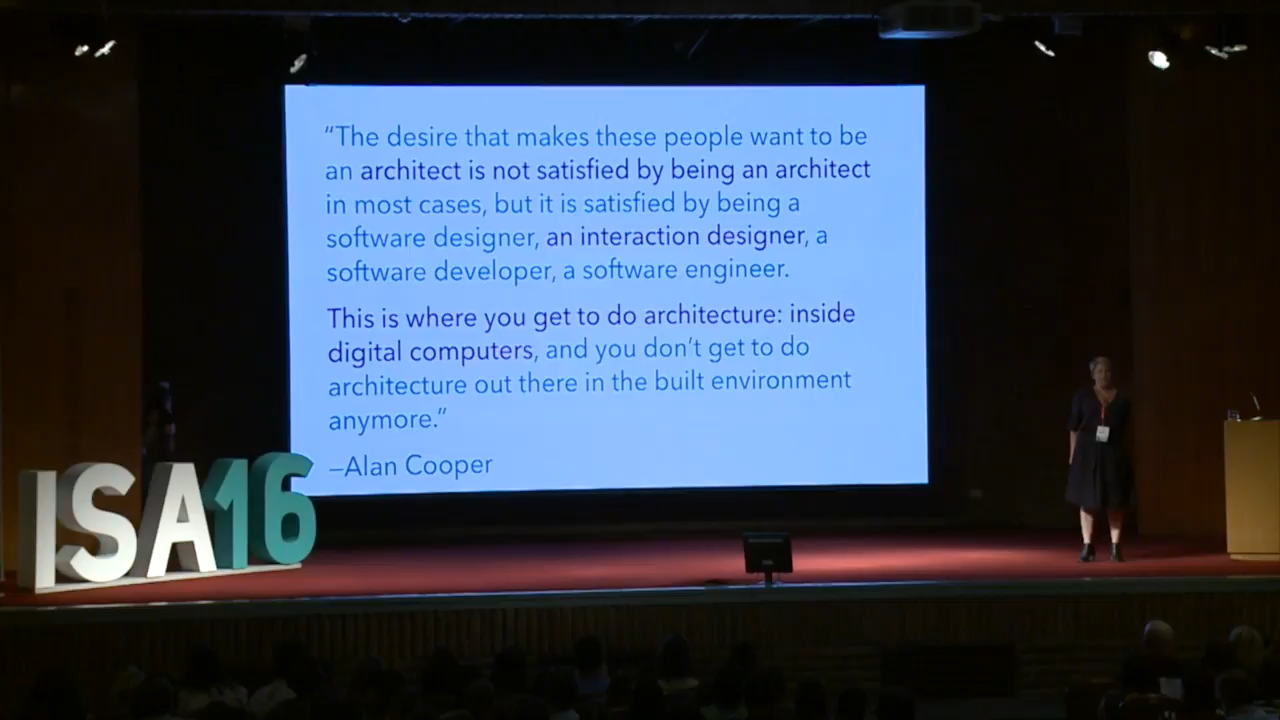 “The desire that makes these people want to be
an architect is not satisfied by being an architect
in most cases, but it is satisfied by being a
software designer, an interaction designer, a
software developer, a software engineer.
This is where you get to do architecture: inside
digital computers, and you don’t get to do
architecture out there in the built environment
anymore.”
–Alan Cooper
ISA16